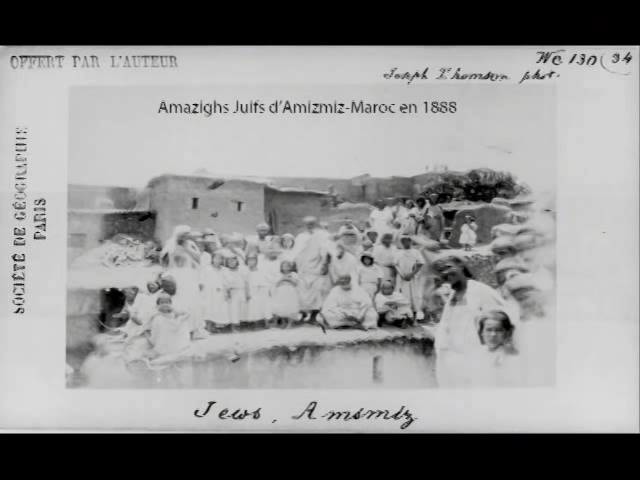 OFFERT PAR L'AUTEUR
Wc 130 (34
Joseph Thomson phot.
Amazighs Juifs d'Amizmiz-Maroc en 1888
SOCIÉTÉ DE GÉOGRAPHIE
PARIS
Jews, Amsmiz